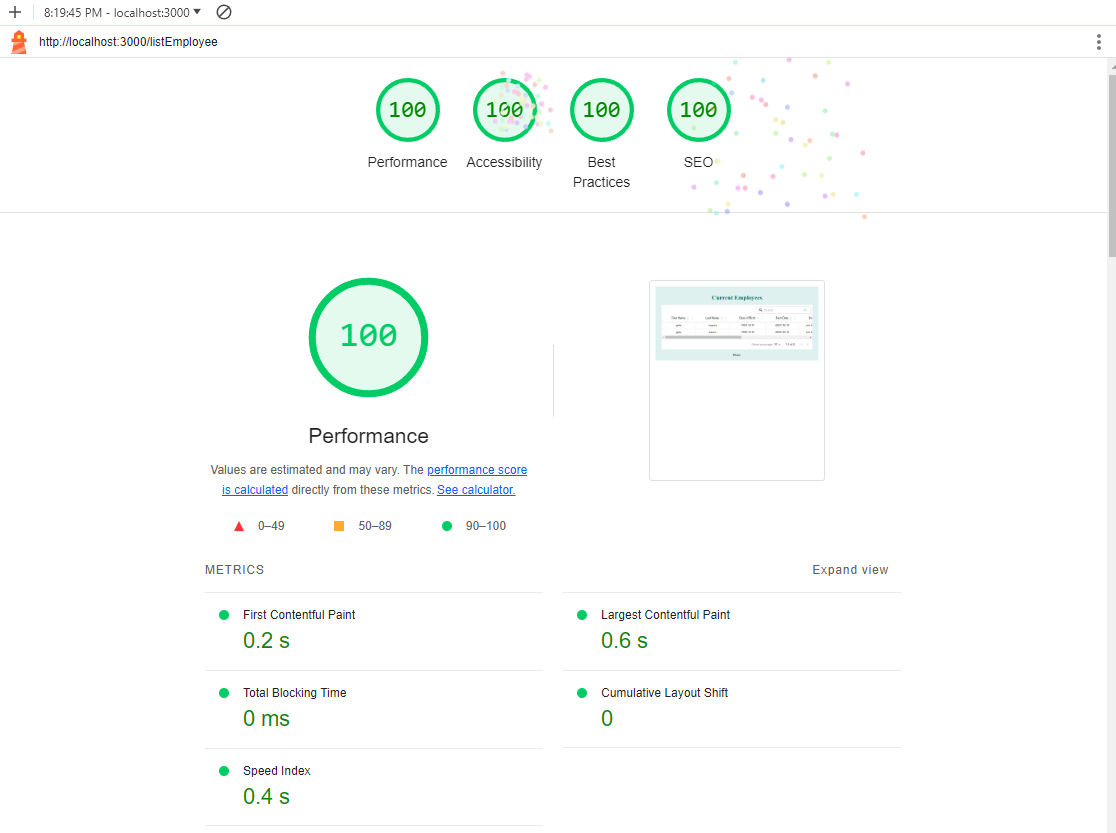 8:19:45 PM - localhost:3000
http://localhost:3000/listEmployee
100 100 100 100
Performance Accessibility Best Practices SEO
100
Performance
Values are estimated and may vary. The performance score
is calculated directly from these metrics. See calculator.
0–49 50–89 90–100
Current Employees
METRICS Expand view
First Contentful Paint Largest Contentful Paint
0.2 s 0.6 s
Total Blocking Time Cumulative Layout Shift
0 ms 0
Speed Index
0.4 s